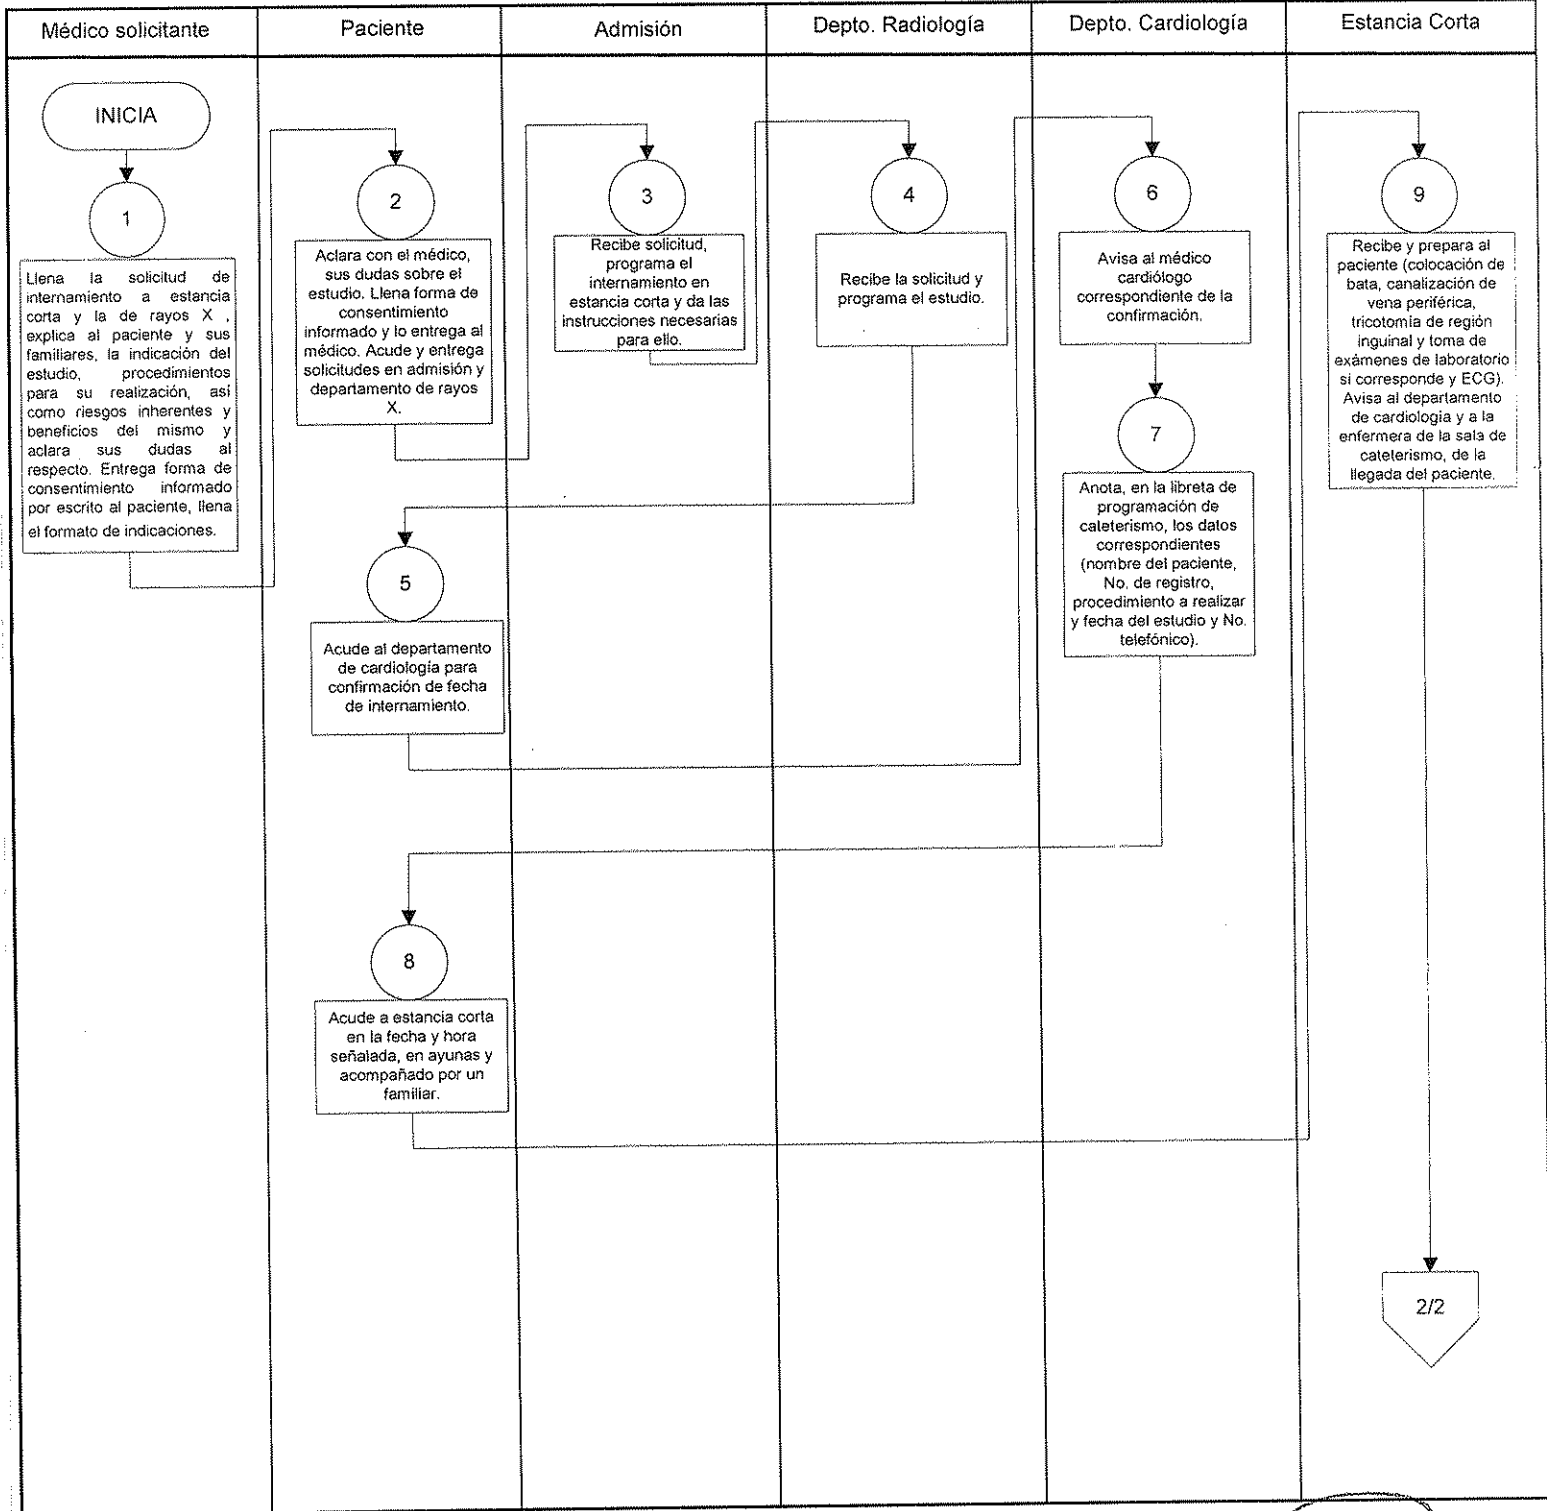 Médico solicitante
Paciente
Admisión
Depto. Radiología
Depto. Cardiología
Estancia Corta
INICIA
1
Llena la solicitud de
internamiento a estancia
corta y la de rayos X ,
explica al paciente y sus
familiares, la indicación del
estudio, procedimientos
para su realización, así
como riesgos inherentes y
beneficios del mismo y
aclara sus dudas al
respecto. Entrega forma de
consentimiento informado
por escrito al paciente, llena
el formato de indicaciones.
2
Aclara con el médico,
sus dudas sobre el
estudio. Llena forma de
consentimiento
informado y lo entrega al
médico. Acude y entrega
solicitudes en admisión y
departamento de rayos
X.
3
Recibe solicitud,
programa el
internamiento en
estancia corta y da las
instrucciones necesarias
para ello.
4
Recibe la solicitud y
programa el estudio.
5
Acude al departamento
de cardiología para
confirmación de fecha
de internamiento.
6
Avisa al médico
cardiólogo
correspondiente de la
confirmación.
7
Anota, en la libreta de
programación de
cateterismo, los datos
correspondientes
(nombre del paciente,
No. de registro,
procedimiento a realizar
y fecha del estudio y No.
telefónico).
8
Acude a estancia corta
en la fecha y hora
señalada, en ayunas y
acompañado por un
familiar.
9
Recibe y prepara al
paciente (colocación de
bata, canalización de
vena periférica,
tricotomía de región
inguinal y toma de
exámenes de laboratorio
si corresponde y ECG).
Avisa al departamento
de cardiología y a la
enfermera de la sala de
cateterismo, de la
llegada del paciente.
2/2